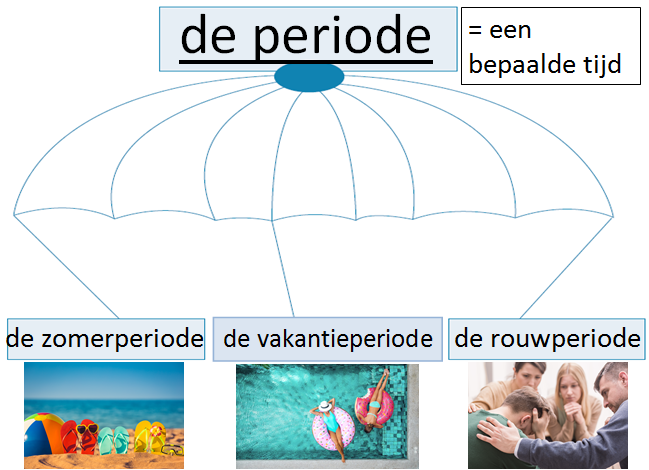 de periode
= een
bepaalde tijd
de zomerperiode
de vakantieperiode
de rouwperiode